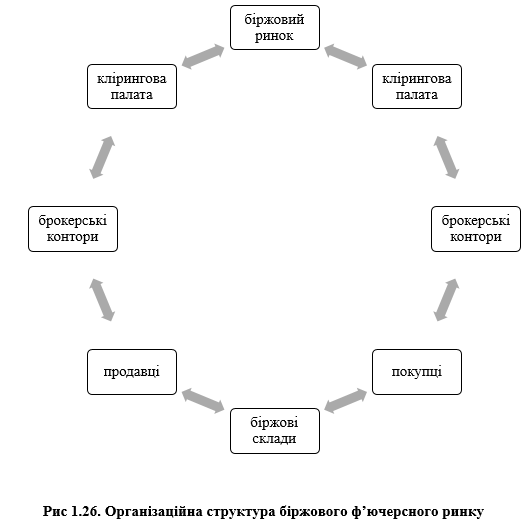 біржовий
ринок
клірингова
палата
клірингова
палата
брокерські
контори
брокерські
контори
продавці
покупці
біржові
склади
Рис 1.26. Організаційна структура біржового ф’ючерсного ринку